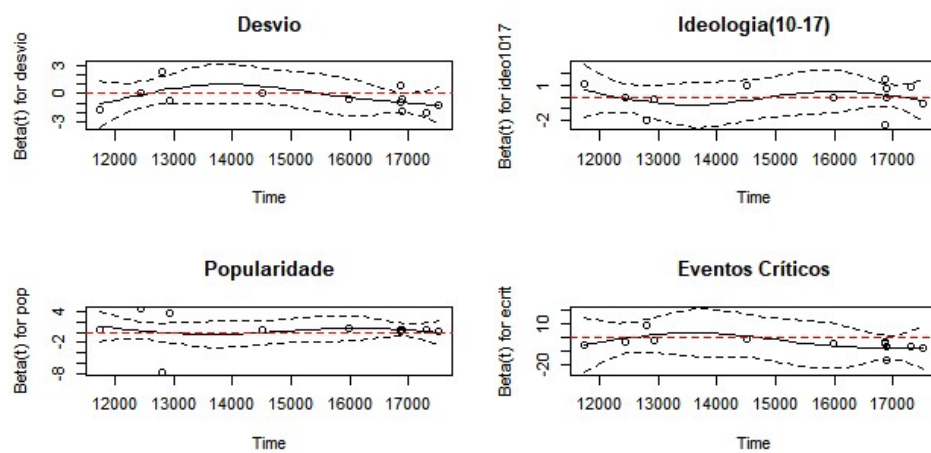 Desvio
Beta(t) for desvio
3
0
-3
12000 13000 14000 15000 16000 17000
Time
Ideologia(10-17)
Beta(t) for ideo1017
1
-2
12000 13000 14000 15000 16000 17000
Time
Popularidade
Beta(t) for pop
4
-2
-8
12000 13000 14000 15000 16000 17000
Time
Eventos Críticos
Beta(t) for ecrit
10
-20
12000 13000 14000 15000 16000 17000
Time